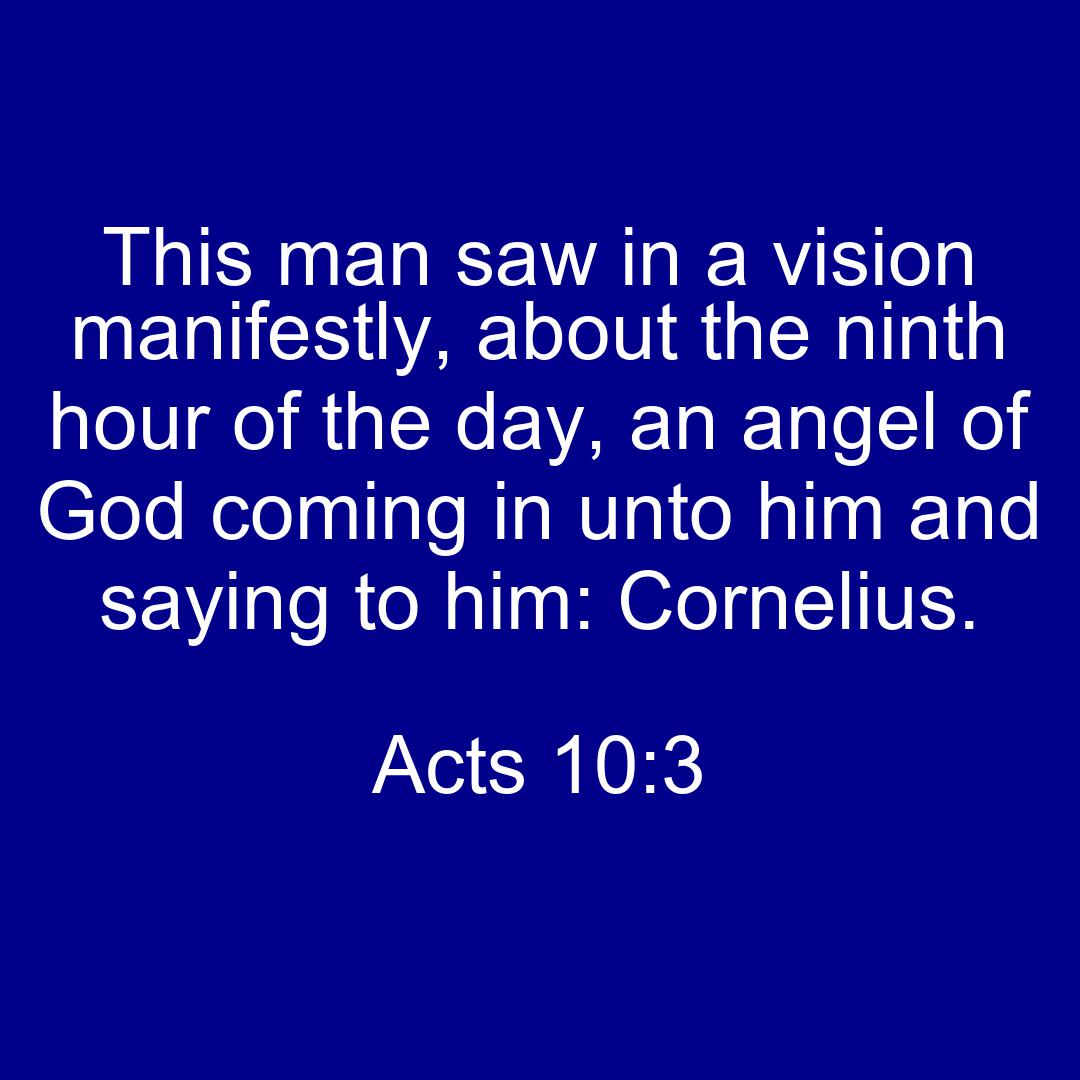 This man saw in a vision
manifestly, about the ninth
hour of the day, an angel of
God coming in unto him and
saying to him: Cornelius.
Acts 10:3